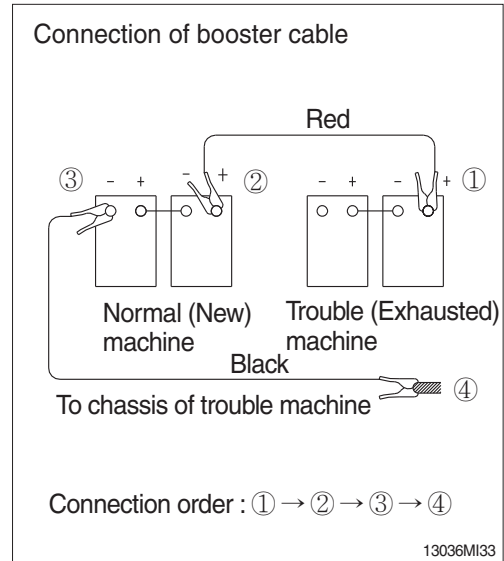 Connection of booster cable
Red
③ - + - + ② - + - + ①
Normal (New)
machine
Trouble (Exhausted)
machine
Black
④
To chassis of trouble machine
Connection order : ① → ② → ③ → ④
13036MI33